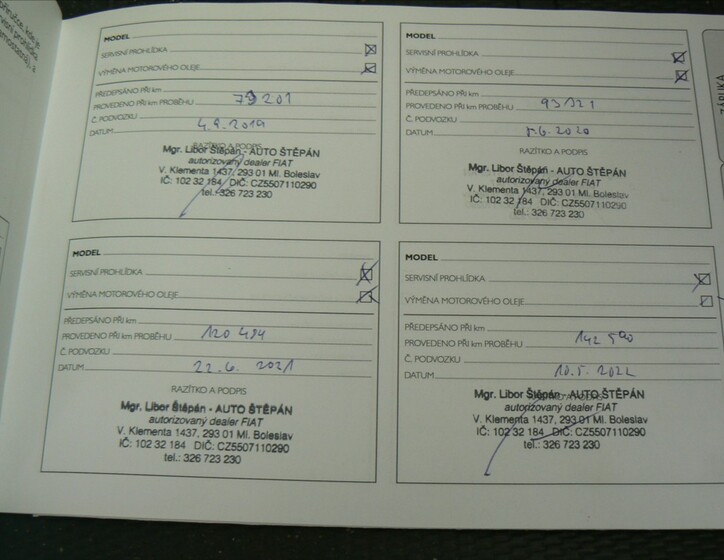 MODEL
SERVISNÍ PROHLÍDKA
VÝMĚNA MOTOROVÉHO OLEJE
PŘEDEPSÁNO PŘI km
PROVEDENO PŘI km PROBĚHU 79201
Č. PODVOZKU
DATUM 4.9.2019
RAZÍTKO A PODPIS
Mgr. Libor Štěpán - AUTO ŠTĚPÁN
autorizovaný dealer FIAT
V. Klementa 1437, 293 01 Ml. Boleslav
IČ: 102 32 184 DIČ: CZ5507110290
tel.: 326 723 230
MODEL
SERVISNÍ PROHLÍDKA
VÝMĚNA MOTOROVÉHO OLEJE
PŘEDEPSÁNO PŘI km
PROVEDENO PŘI km PROBĚHU
Č. PODVOZKU
DATUM
RAZÍTKO A PODPIS
Mgr. Libor Štěpán - AUTO ŠTĚPÁN
autorizovaný dealer FIAT
V. Klementa 1437, 293 01 Ml. Boleslav
IČ: 102 32 184 DIČ: CZ5507110290
tel.: 326 723 230
MODEL
SERVISNÍ PROHLÍDKA
VÝMĚNA MOTOROVÉHO OLEJE
PŘEDEPSÁNO PŘI km
PROVEDENO PŘI km PROBĚHU 120 484
Č. PODVOZKU
DATUM 22.6.2021
RAZÍTKO A PODPIS
Mgr. Libor Štěpán - AUTO ŠTĚPÁN
autorizovaný dealer FIAT
V. Klementa 1437, 293 01 Ml. Boleslav
IČ: 102 32 184 DIČ: CZ5507110290
tel.: 326 723 230
MODEL
SERVISNÍ PROHLÍDKA
VÝMĚNA MOTOROVÉHO OLEJE
PŘEDEPSÁNO PŘI km
PROVEDENO PŘI km PROBĚHU 142 590
Č. PODVOZKU
DATUM 10.5.2022
Mgr. Libor Štěpán - AUTO ŠTĚPÁN
autorizovaný dealer FIAT
V. Klementa 1437, 293 01 Ml. Boleslav
IČ: 102 32 184 DIČ: CZ5507110290
tel.: 326 723 230